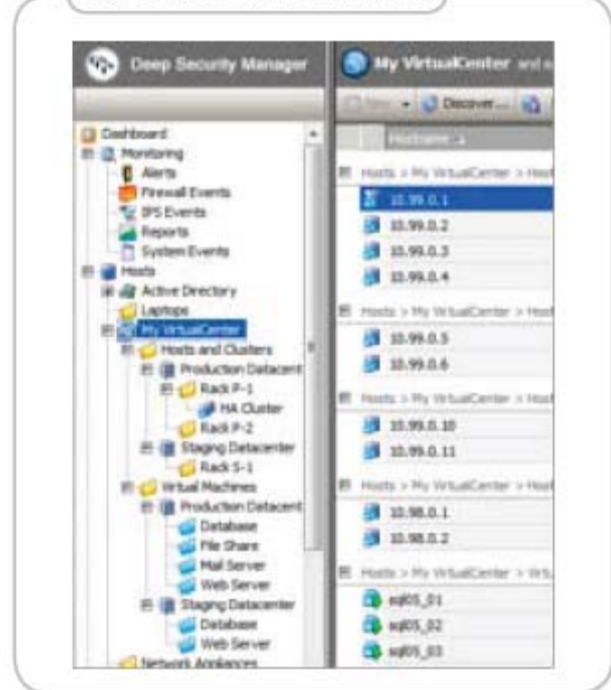 Deep Security Manager
Dashboard
Monitoring
Alerts
Firewall Events
IPS Events
Reports
System Events
Hosts
Active Directory
Laptops
My VirtualCenter
Hosts and Clusters
Production Datacent
Rack P-1
HA Cluster
Rack P-2
Staging Datacenter
Rack S-1
Virtual Machines
Production Datacent
Database
File Share
Mail Server
Web Server
Staging Datacenter
Database
Web Server
Network Appliances
My VirtualCenter and
New Discover...
Hostname
Hosts > My VirtualCenter > Host
10.99.0.1
10.99.0.2
10.99.0.3
10.99.0.4
Hosts > My VirtualCenter > Host
10.99.0.5
10.99.0.6
Hosts > My VirtualCenter > Host
10.99.0.10
10.99.0.11
Hosts > My VirtualCenter > Host
10.98.0.1
10.98.0.2
Hosts > My VirtualCenter > Virt
sql05_01
sql05_02
sql05_03